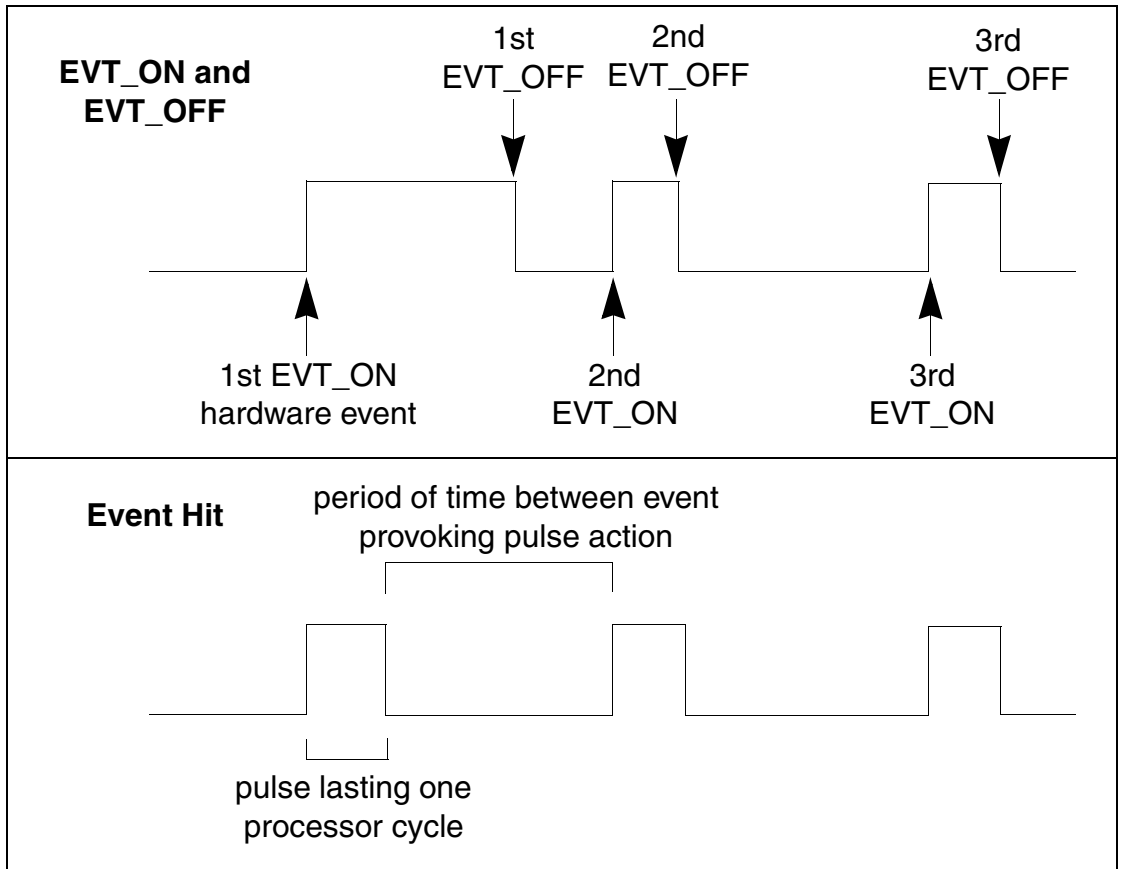 EVT_ON and
EVT_OFF
1st
EVT_OFF
2nd
EVT_OFF
3rd
EVT_OFF
1st EVT_ON
hardware event
2nd
EVT_ON
3rd
EVT_ON
Event Hit
period of time between event
provoking pulse action
pulse lasting one
processor cycle